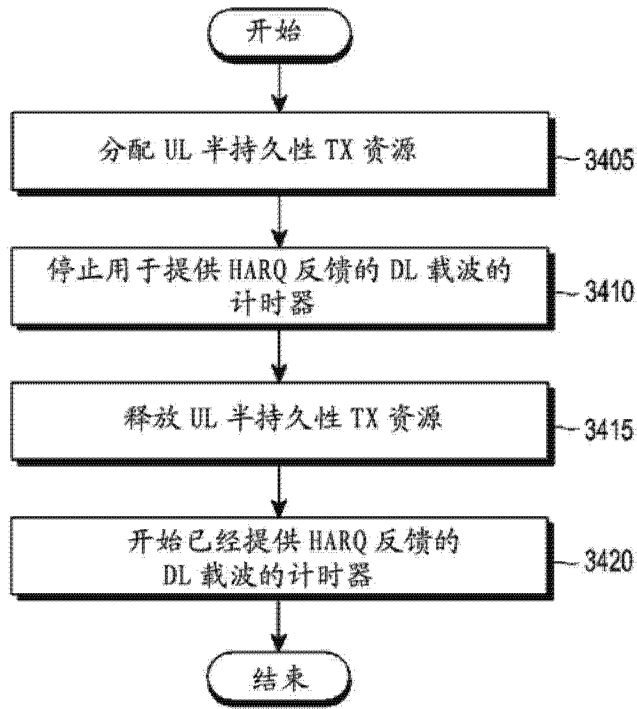 开始
分配 UL 半持久性 TX 资源
3405
停止用于提供 HARQ 反馈的 DL 载波的
计时器
3410
释放 UL 半持久性 TX 资源
3415
开始已经提供 HARQ 反馈的
DL 载波的计时器
3420
结束